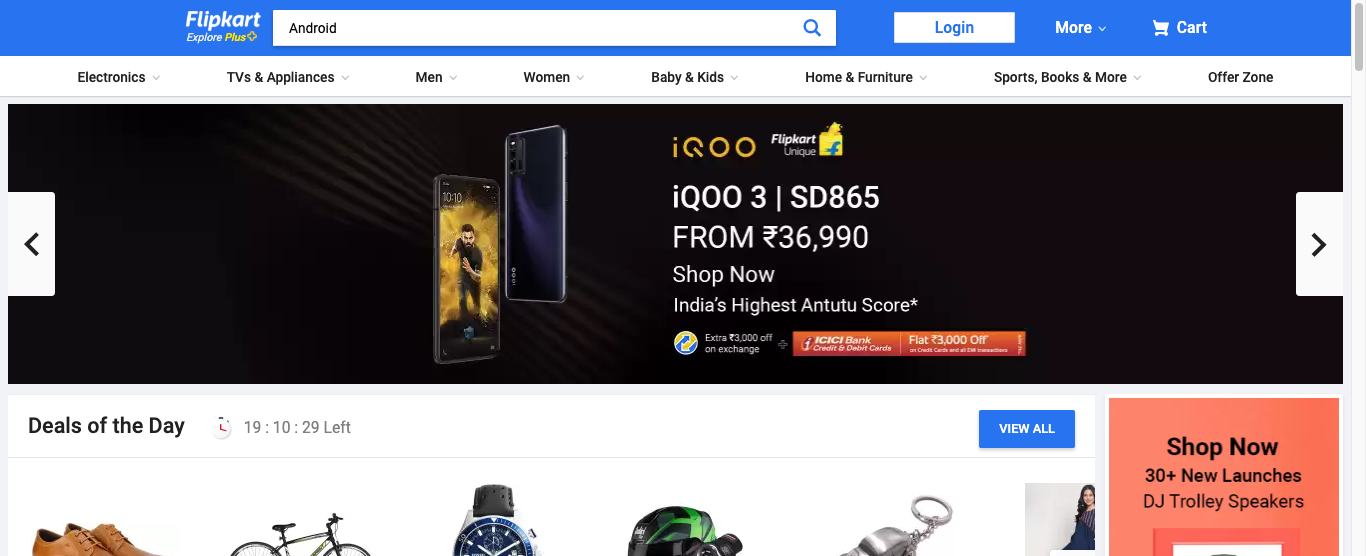 Flipkart
Explore Plus
Android
Login
More
Cart
Electronics
TVs & Appliances
Men
Women
Baby & Kids
Home & Furniture
Sports, Books & More
Offer Zone
iQOO
Flipkart
Unique
iQOO 3 | SD865
FROM ₹36,990
Shop Now
India's Highest Antutu Score*
10:10
iQOO
Extra ₹3,000 off
on exchange
+
ICICI Bank
Credit & Debit Cards
Flat ₹3,000 Off
on Credit Cards and all EMI transactions
Deals of the Day
19 : 10 : 29 Left
VIEW ALL
Shop Now
30+ New Launches
DJ Trolley Speakers